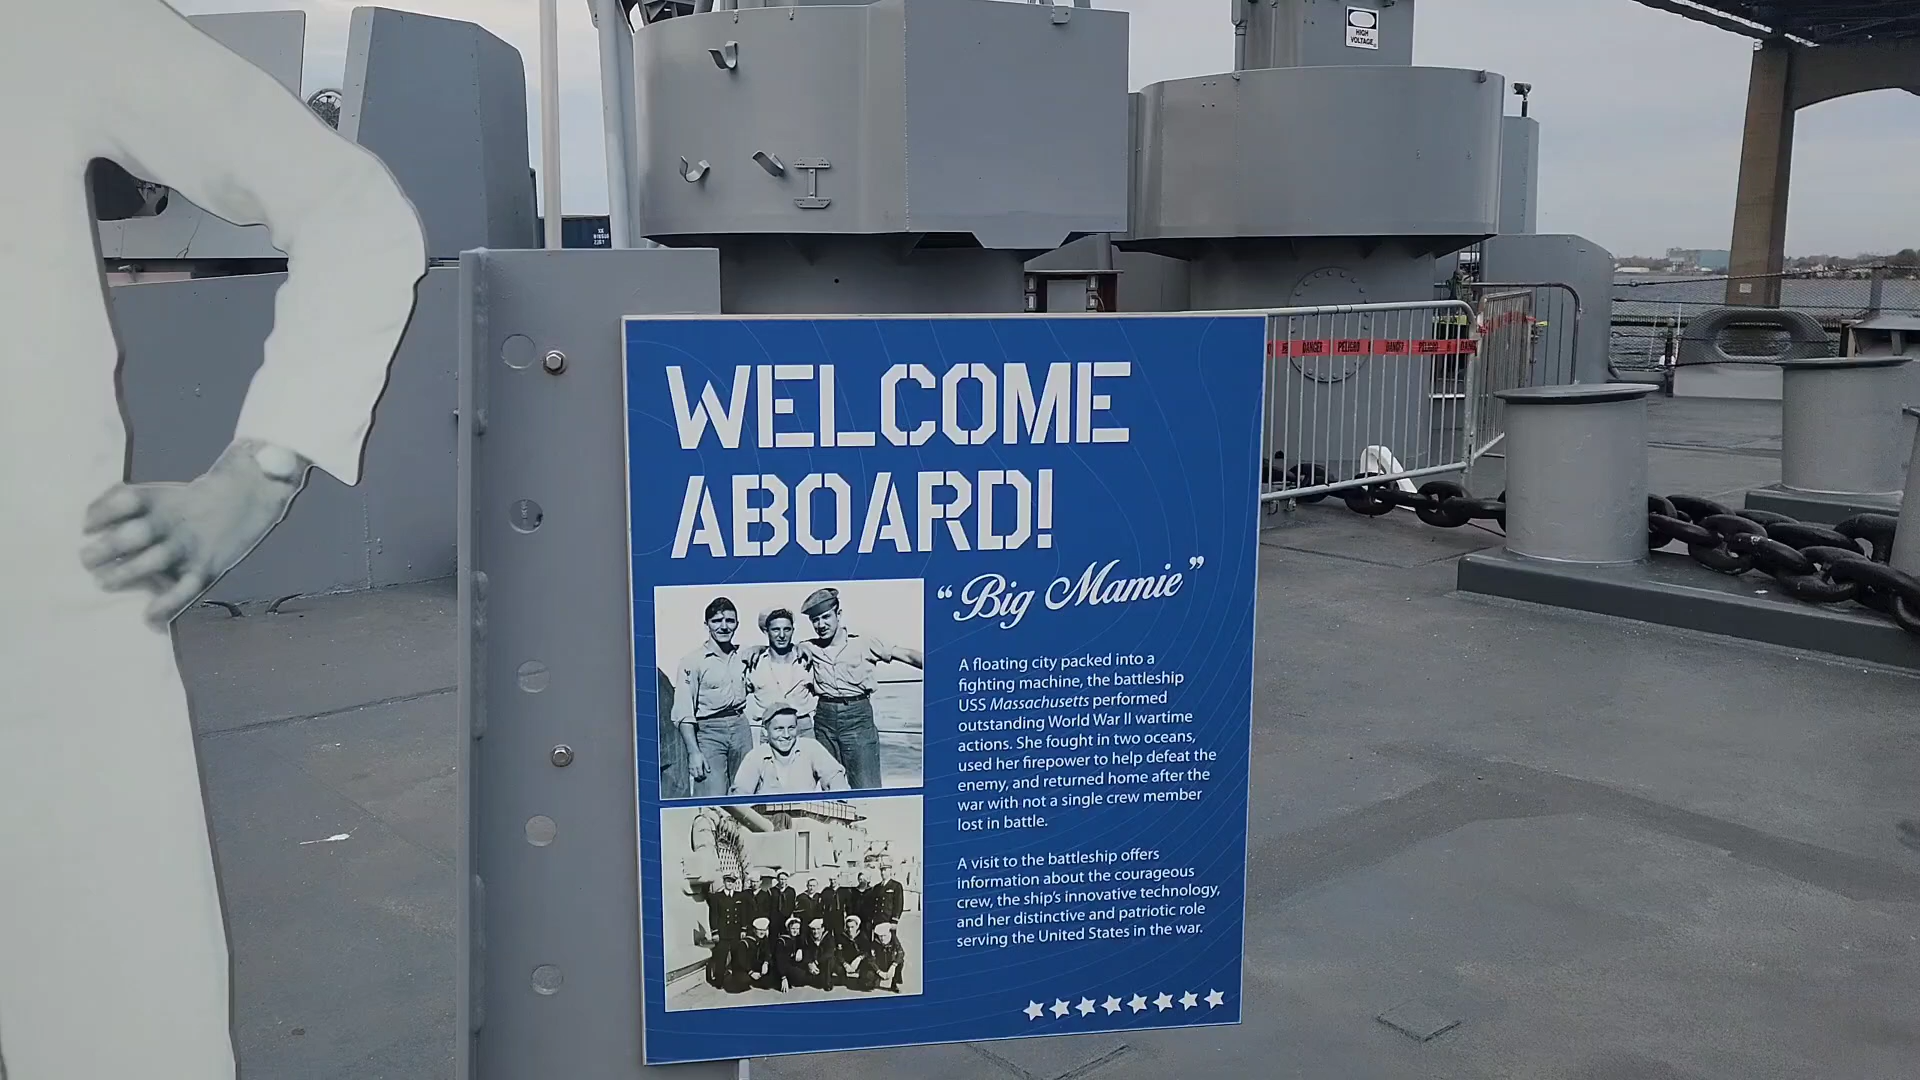 HIGH
VOLTAGE
DANGER PELIGRO DANGER PELIGRO DANGER
WELCOME
ABOARD!
“Big Mamie”
A floating city packed into a
fighting machine, the battleship
USS Massachusetts performed
outstanding World War II wartime
actions. She fought in two oceans,
used her firepower to help defeat the
enemy, and returned home after the
war with not a single crew member
lost in battle.
A visit to the battleship offers
information about the courageous
crew, the ship's innovative technology,
and her distinctive and patriotic role
serving the United States in the war.